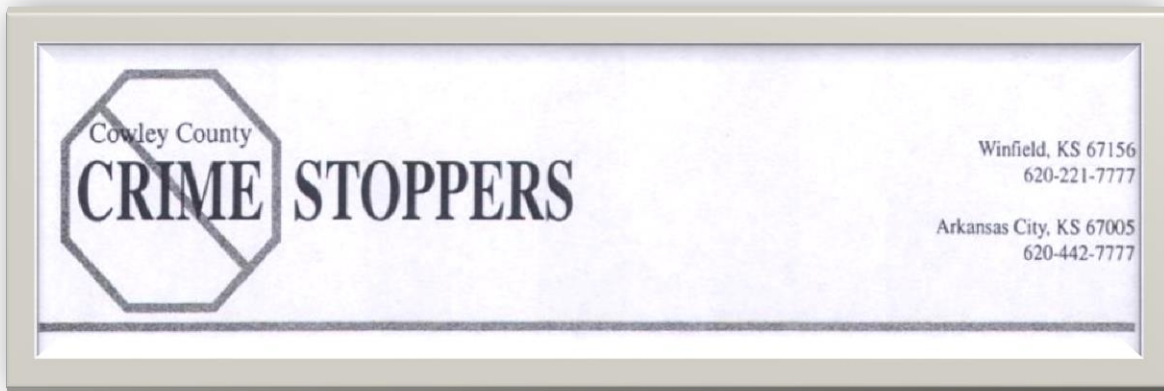 Cowley County
CRIME STOPPERS
Winfield, KS 67156
620-221-7777
Arkansas City, KS 67005
620-442-7777